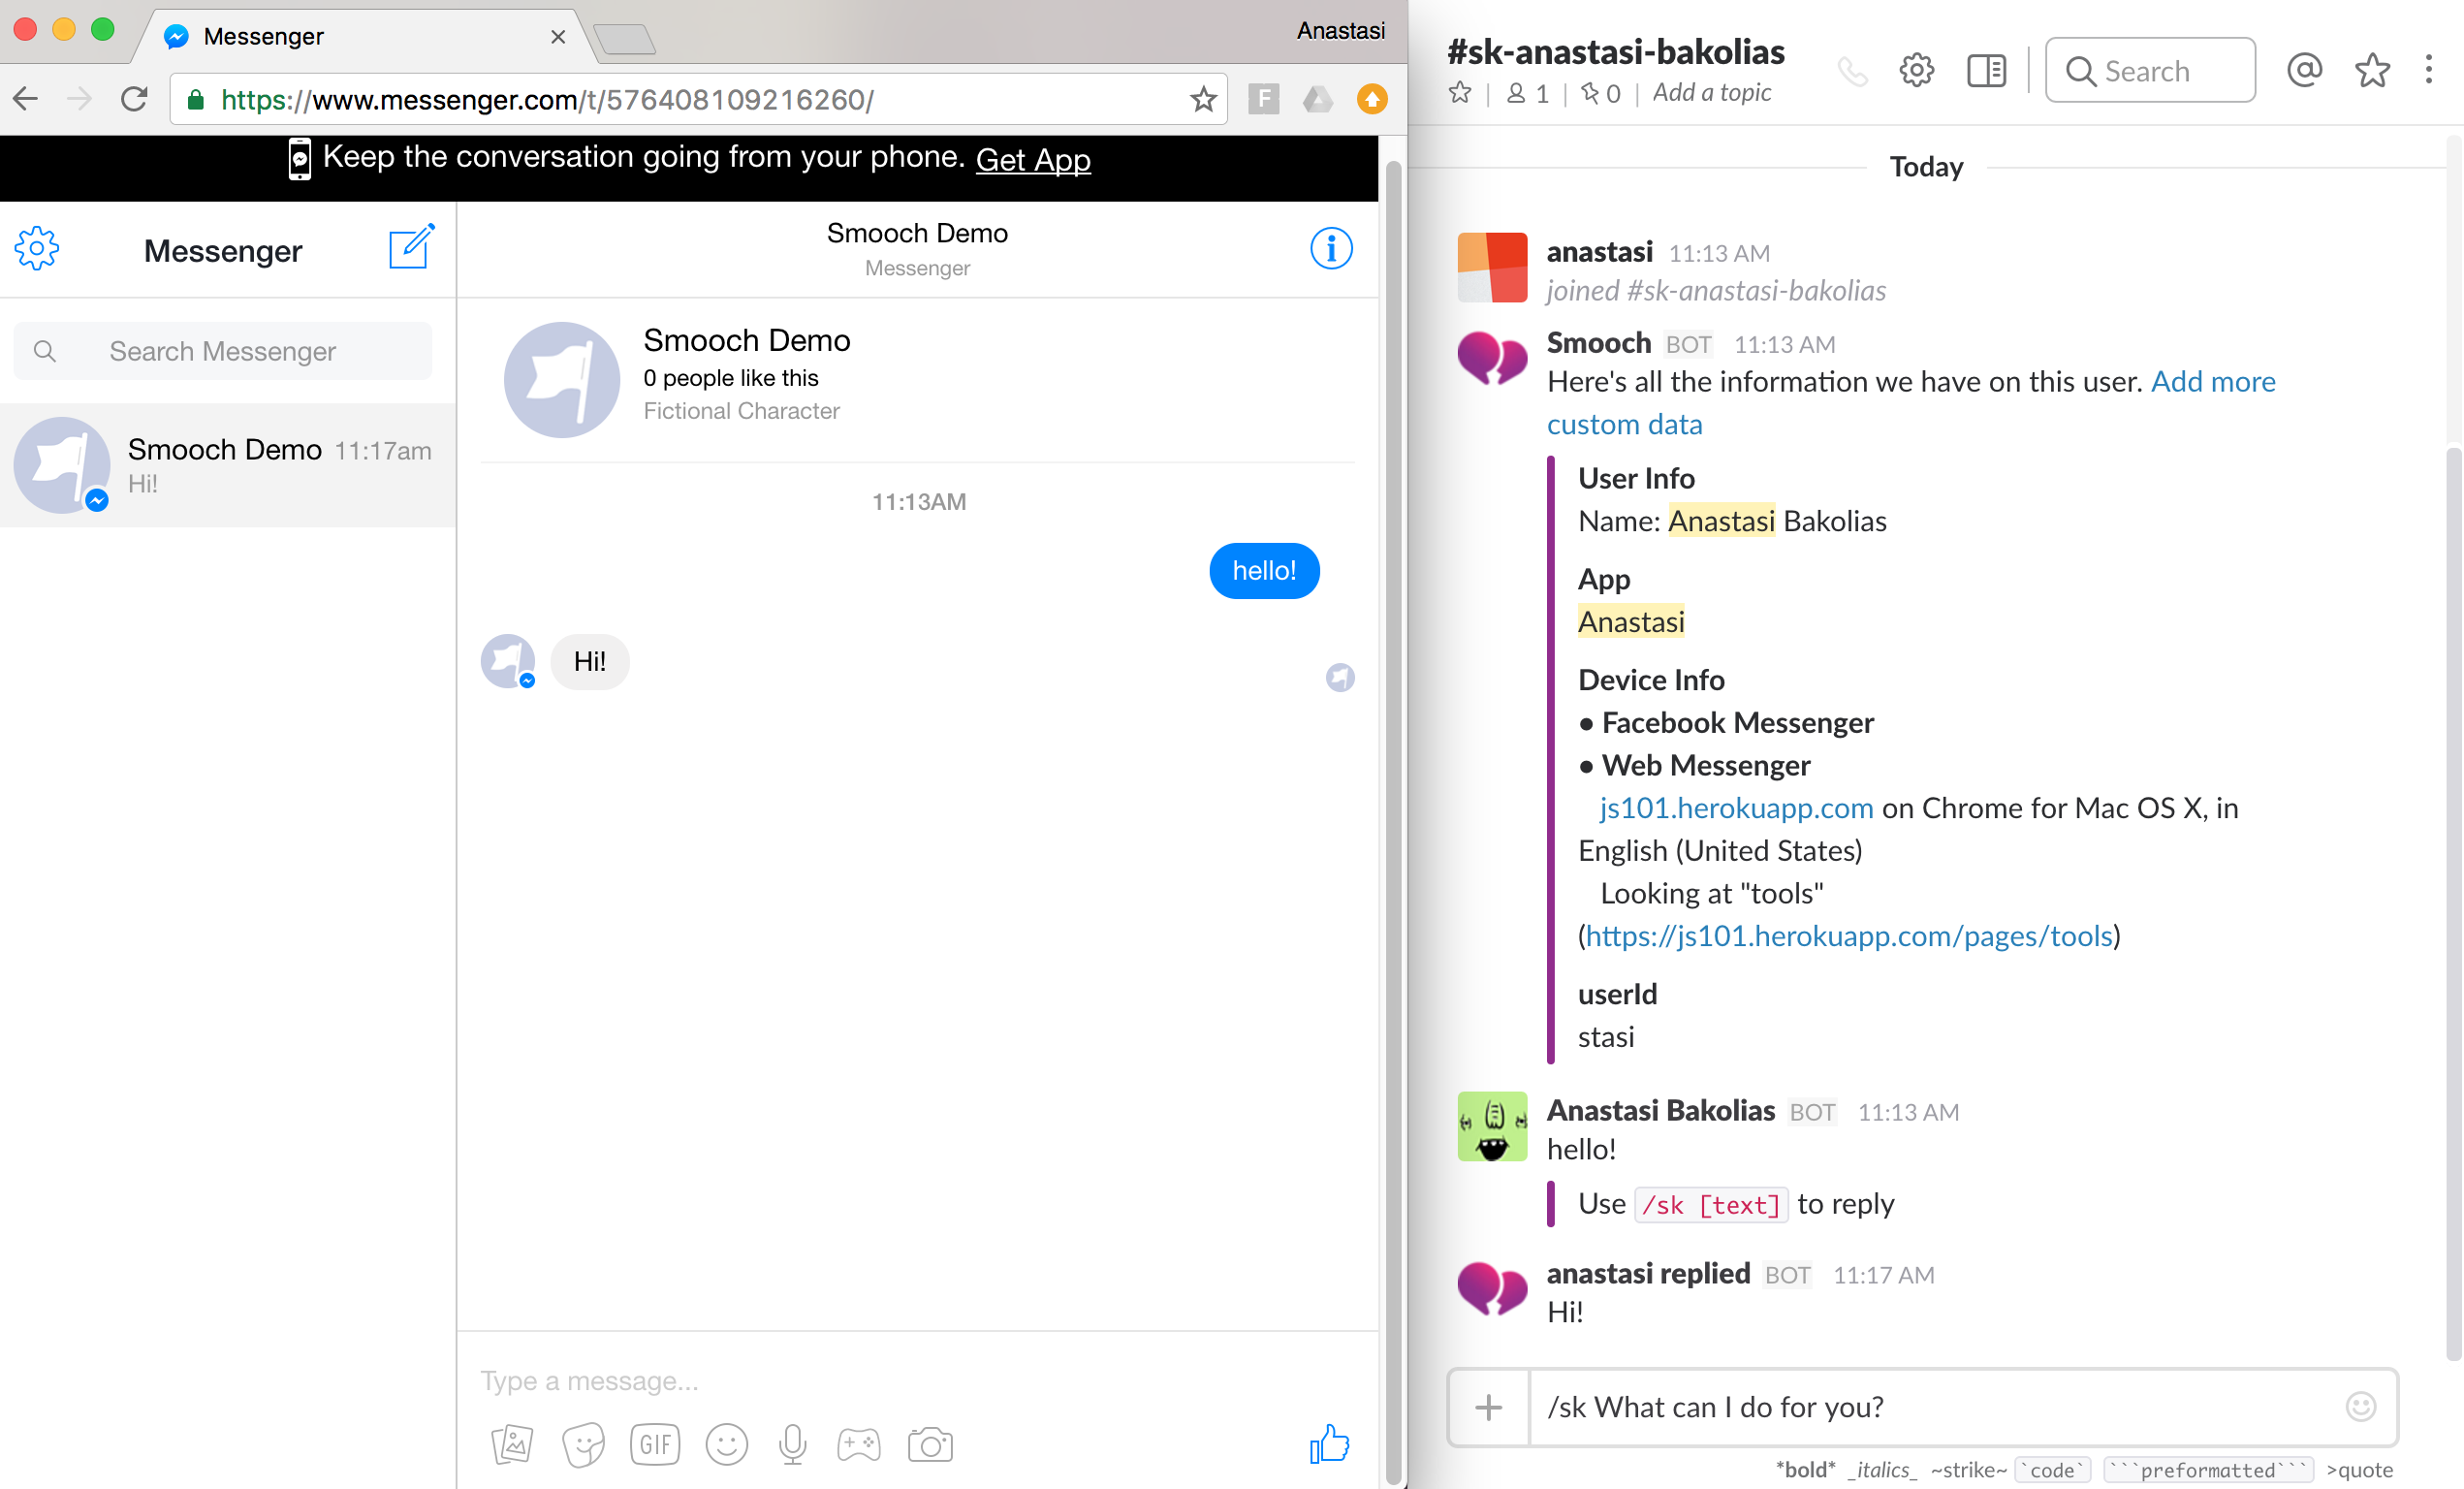 Messenger
Anastasi
https://www.messenger.com/t/576408109216260/
F
Keep the conversation going from your phone. Get App
Messenger
Search Messenger
Smooch Demo 11:17am
Hi!
Smooch Demo
Messenger
Smooch Demo
0 people like this
Fictional Character
11:13AM
hello!
Hi!
Type a message...
GIF
#sk-anastasi-bakolias
1
0
Add a topic
Search
Today
anastasi 11:13 AM
joined #sk-anastasi-bakolias
Smooch BOT 11:13 AM
Here's all the information we have on this user. Add more
custom data
User Info
Name: Anastasi Bakolias
App
Anastasi
Device Info
• Facebook Messenger
• Web Messenger
js101.herokuapp.com on Chrome for Mac OS X, in
English (United States)
Looking at "tools"
(https://js101.herokuapp.com/pages/tools)
userId
stasi
Anastasi Bakolias BOT 11:13 AM
hello!
Use /sk [text] to reply
anastasi replied BOT 11:17 AM
Hi!
/sk What can I do for you?
*bold* _italics_ ~strike~ `code` ```preformatted``` >quote